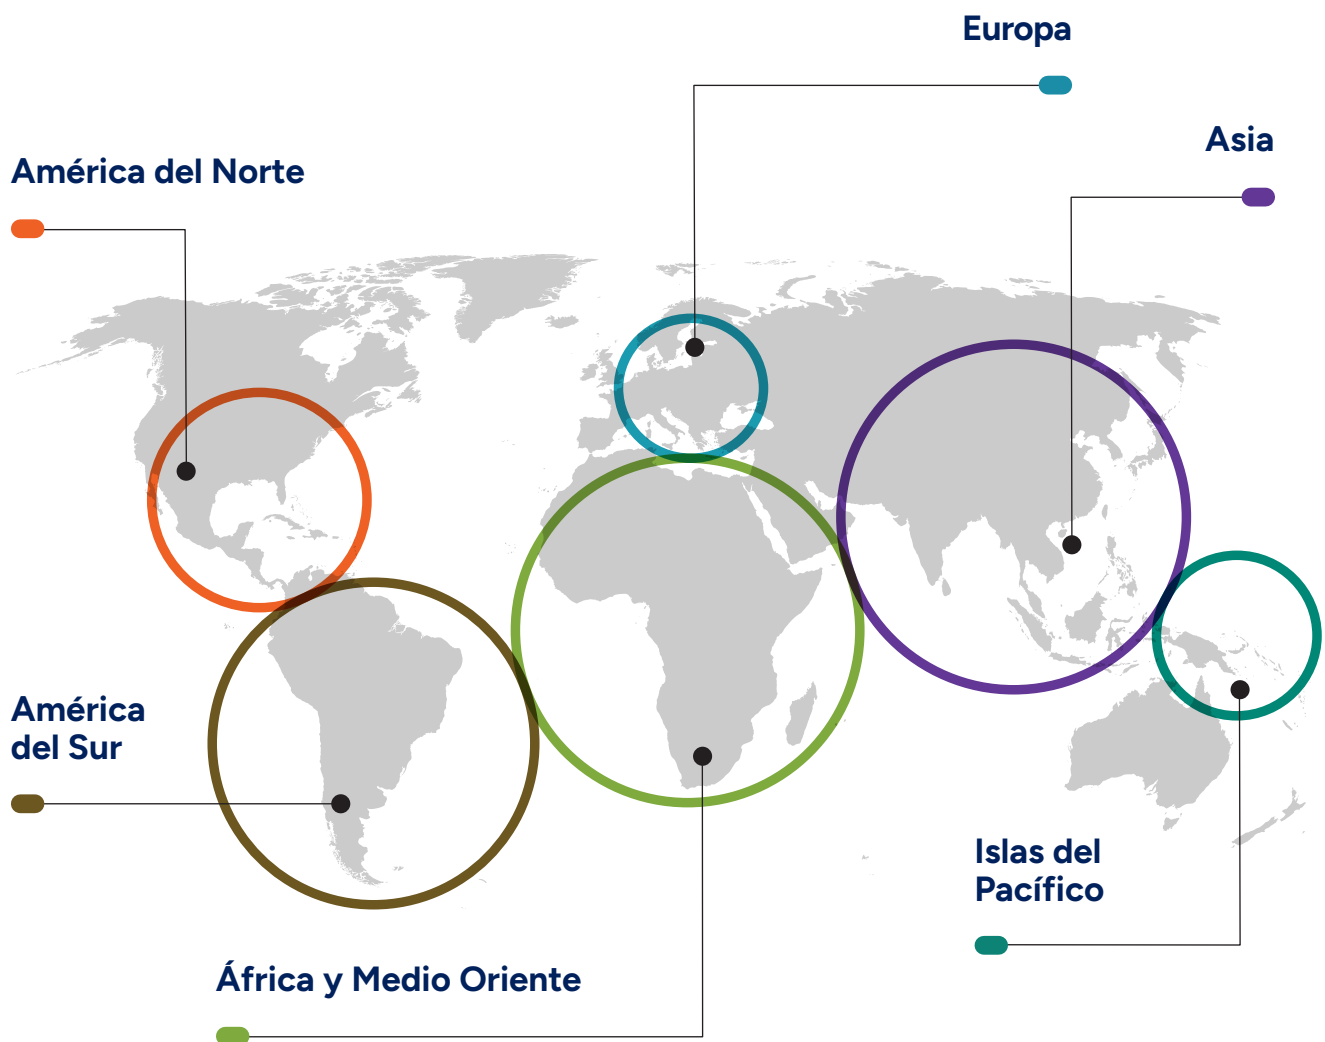 Europa
Asia
América del Norte
América
del Sur
Islas del
Pacífico
África y Medio Oriente